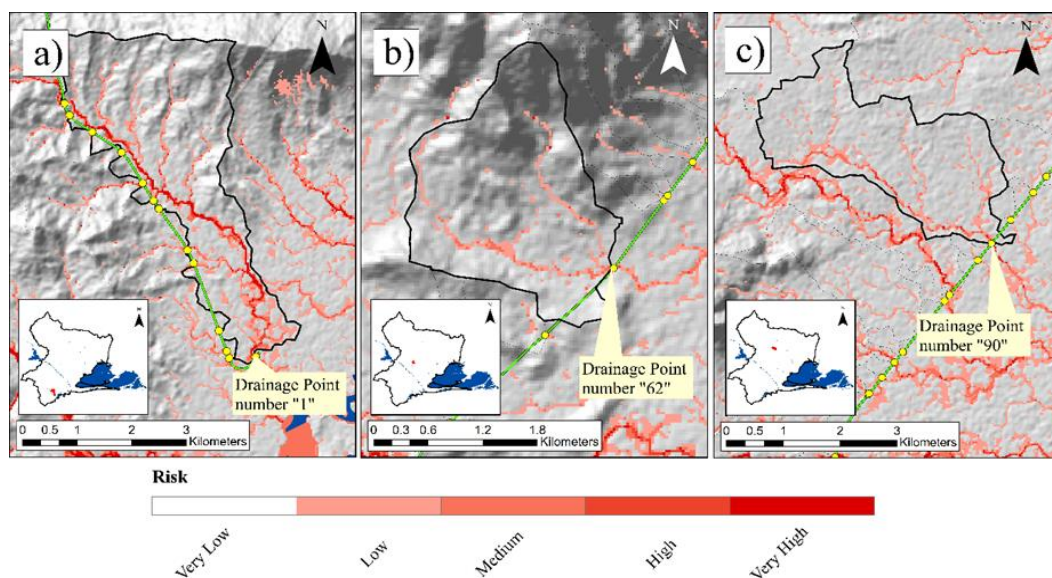 a)
N
Drainage Point
number "1"
0 0.5 1 2 3
Kilometers
b)
N
Drainage Point
number "62"
0 0.3 0.6 1.2 1.8
Kilometers
c)
N
Drainage Point
number "90"
0 0.5 1 2 3
Kilometers
Risk
Very Low
Low
Medium
High
Very High